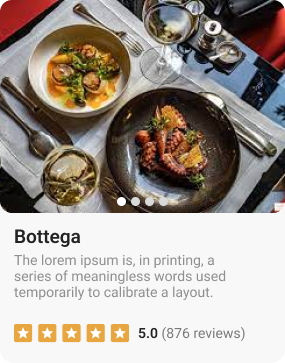 Bottega
The lorem ipsum is, in printing, a
series of meaningless words used
temporarily to calibrate a layout.
5.0 (876 reviews)